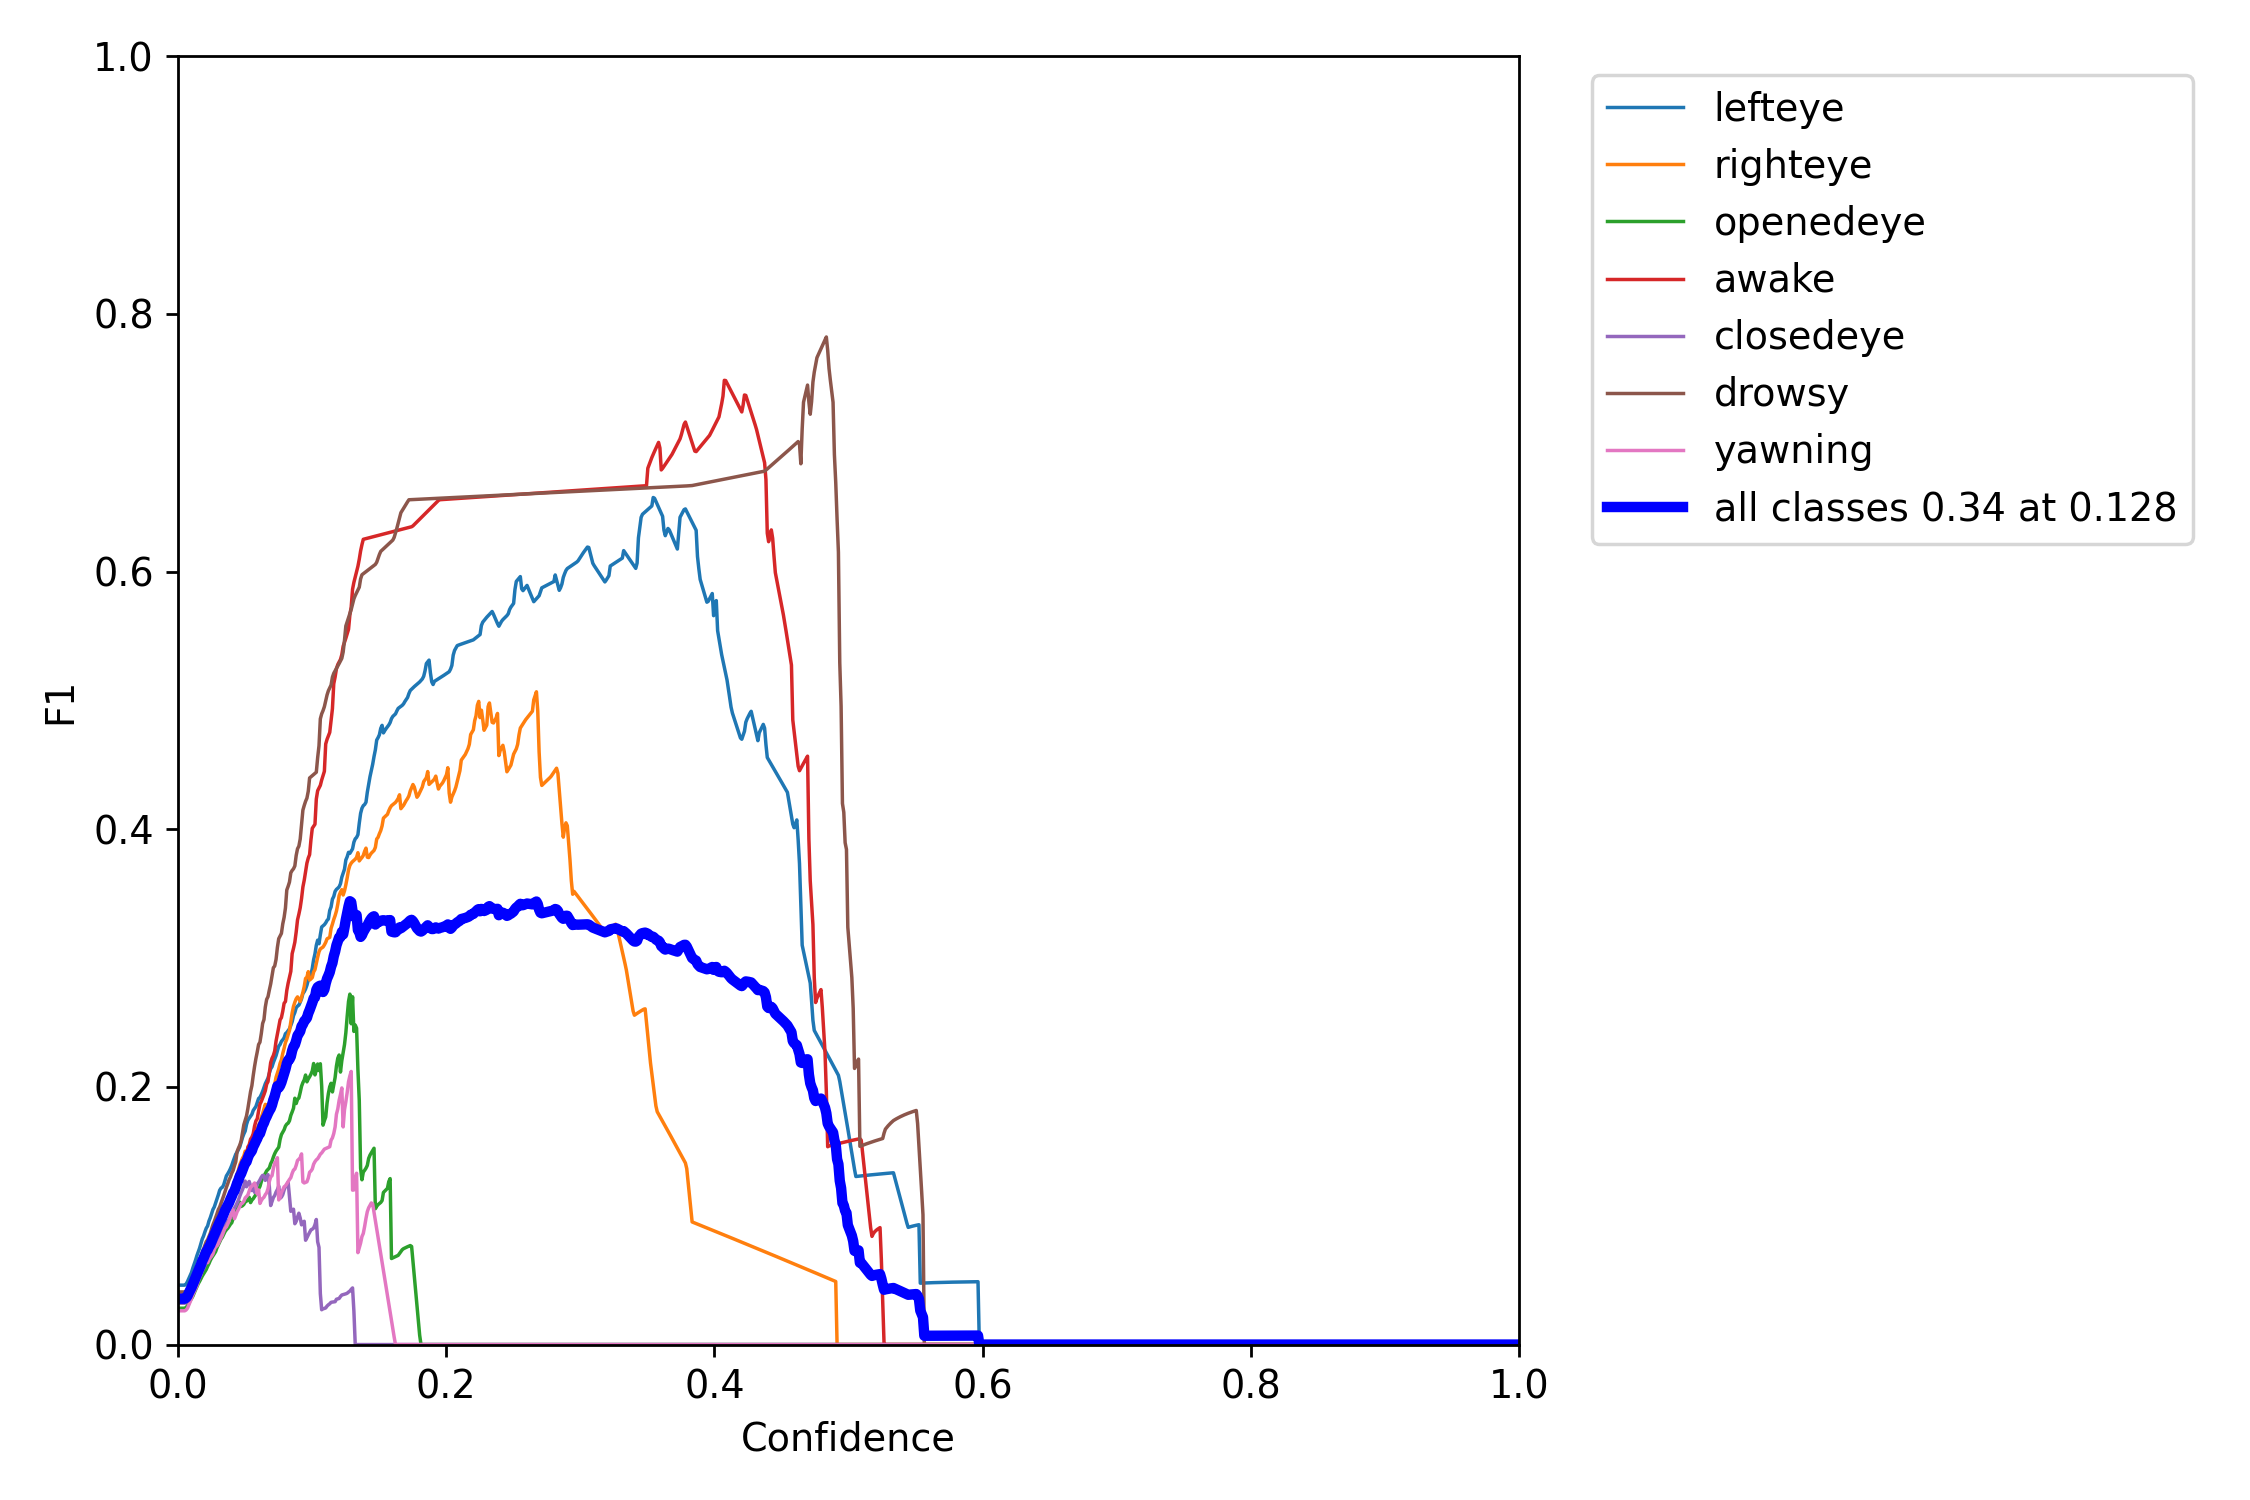 1.0
0.8
0.6
0.4
0.2
0.0
F1
0.0 0.2 0.4 0.6 0.8 1.0
Confidence
lefteye
righteye
openedeye
awake
closedeye
drowsy
yawning
all classes 0.34 at 0.128